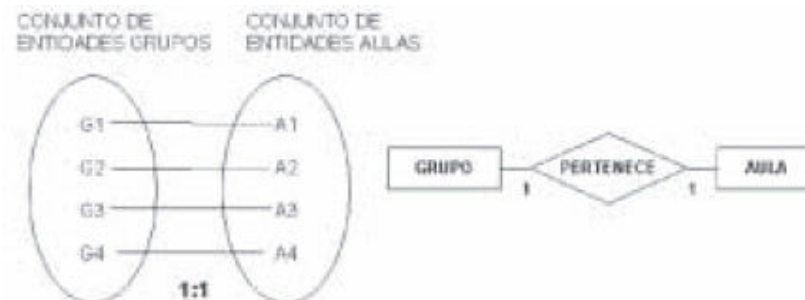 CONJUNTO DE
ENTIDADES GRUPOS
CONJUNTO DE
ENTIDADES AULAS
G1 A1
G2 A2
G3 A3
G4 A4
1:1
GRUPO 1 PERTENECE 1 AULA